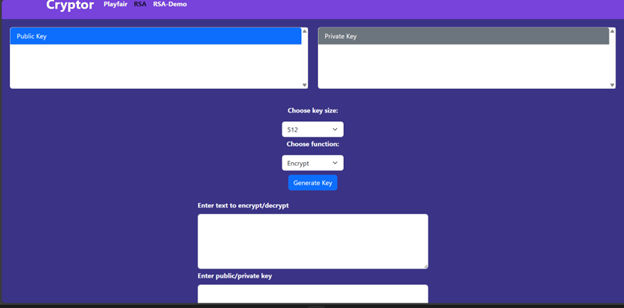 Cryptor Playfair RSA RSA-Demo
Public Key Private Key
Choose key size:
512
Choose function:
Encrypt
Generate Key
Enter text to encrypt/decrypt
Enter public/private key